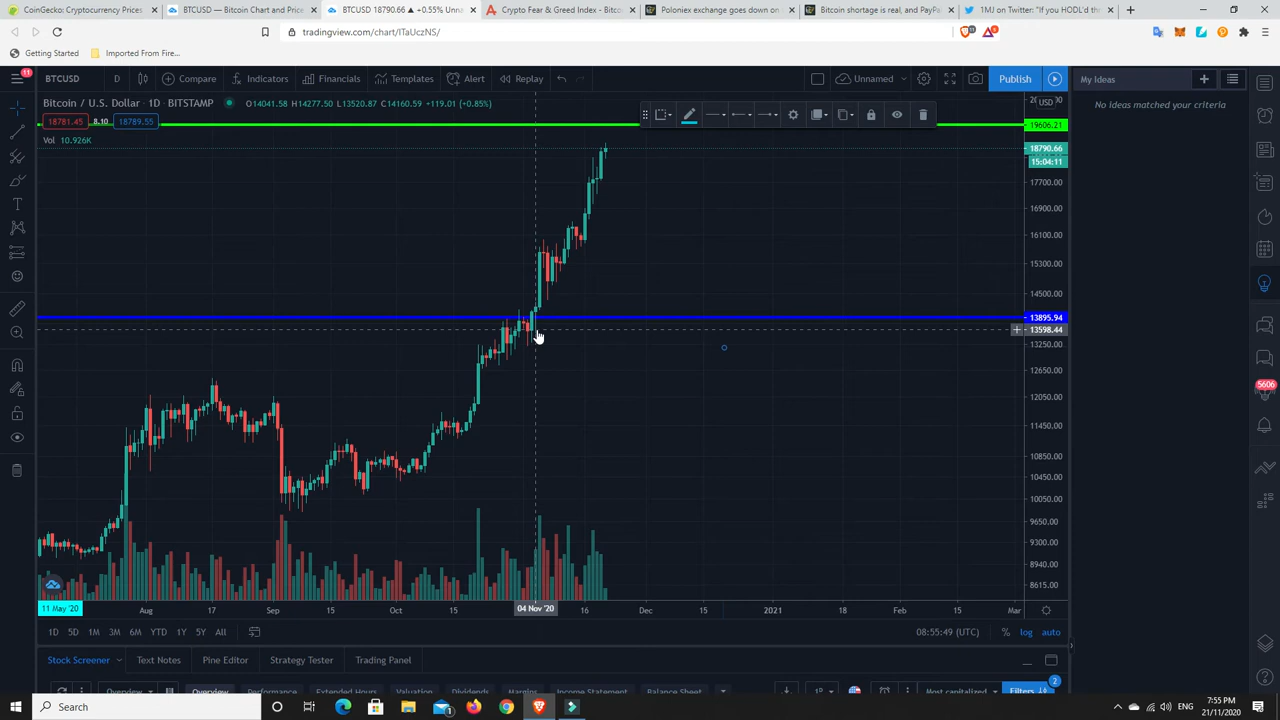 CoinGecko: Cryptocurrency Prices
BTCUSD — Bitcoin Chart and Price
BTCUSD 18790.66 ▲ +0.55% Unna
Crypto Fear & Greed Index - Bitco
Poloniex exchange goes down on
Bitcoin shortage is real, and PayPa
1MJ on Twitter: "If you HODL'd th
tradingview.com/chart/ITaUczNS/
Getting Started
Imported From Fire...
11
BTCUSD
D
Compare
Indicators
Financials
Templates
Alert
Replay
Unnamed
Publish
My Ideas
Bitcoin / U.S. Dollar · 1D · BITSTAMP
O14041.58 H14277.50 L13520.87 C14160.59 +119.01 (+0.85%)
USD
No ideas matched your criteria
18781.45
8.10
18789.55
19606.21
Vol 10.926K
18790.66
15:04:11
17700.00
16900.00
16100.00
15300.00
14500.00
13895.94
13598.44
13250.00
12650.00
12050.00
11450.00
10850.00
10450.00
10050.00
9650.00
9300.00
8940.00
8615.00
5606
11 May '20
Aug
17
Sep
15
Oct
15
04 Nov '20
16
Dec
15
2021
18
Feb
15
Mar
1D
5D
1M
3M
6M
YTD
1Y
5Y
All
08:55:49 (UTC)
%
log
auto
Stock Screener
Text Notes
Pine Editor
Strategy Tester
Trading Panel
2
Overview
Overview
Performance
Extended Hours
Valuation
Dividends
Margins
Income Statement
Balance Sheet
1D
Most capitalized
Filters
Search
1
7:55 PM
21/11/2020